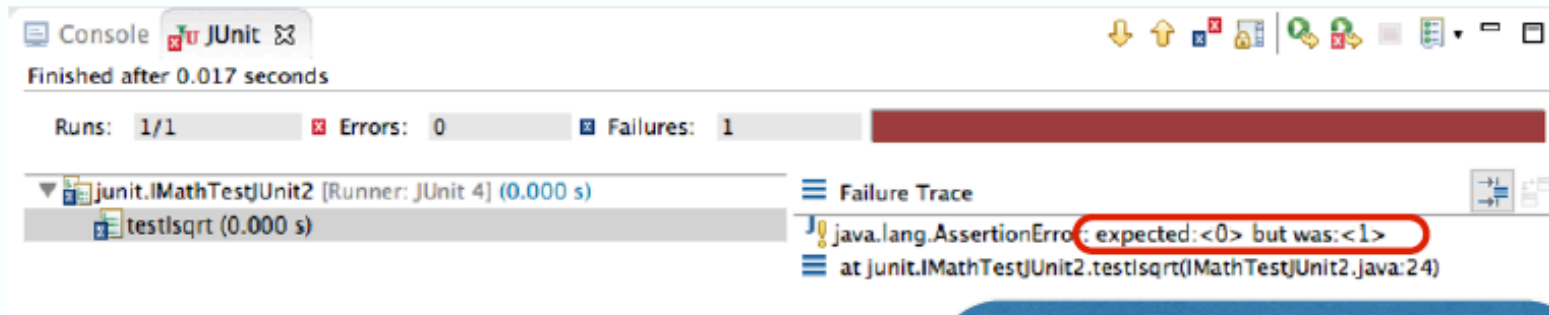 Console JUnit
Finished after 0.017 seconds
Runs: 1/1 Errors: 0 Failures: 1
junit.IMathTestJUnit2 [Runner: JUnit 4] (0.000 s)
testIsqrt (0.000 s)
Failure Trace
java.lang.AssertionError: expected:<0> but was:<1>
at junit.IMathTestJUnit2.testIsqrt(IMathTestJUnit2.java:24)